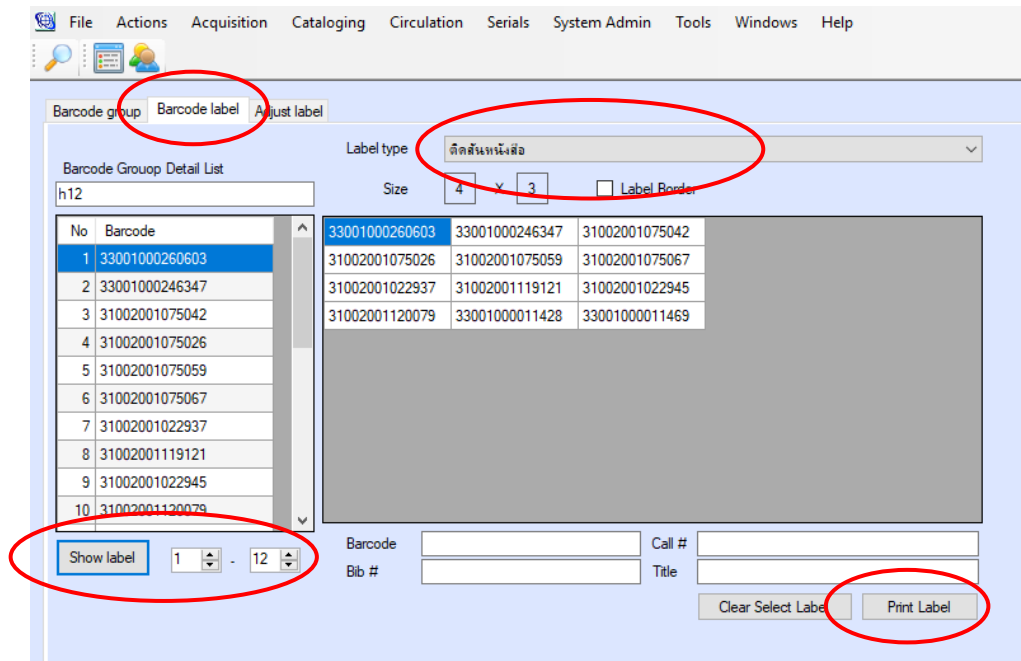 File Actions Acquisition Cataloging Circulation Serials System Admin Tools Windows Help
Barcode group Barcode label Adjust label
Label type ติดสันหนังสือ
Barcode Grouop Detail List
h12
Size 4 X 3 Label Border
No Barcode
1 33001000260603
2 33001000246347
3 31002001075042
4 31002001075026
5 31002001075059
6 31002001075067
7 31002001022937
8 31002001119121
9 31002001022945
10 31002001120079
33001000260603 33001000246347 31002001075042
31002001075026 31002001075059 31002001075067
31002001022937 31002001119121 31002001022945
31002001120079 33001000011428 33001000011469
Show label 1 - 12
Barcode Call #
Bib # Title
Clear Select Label Print Label